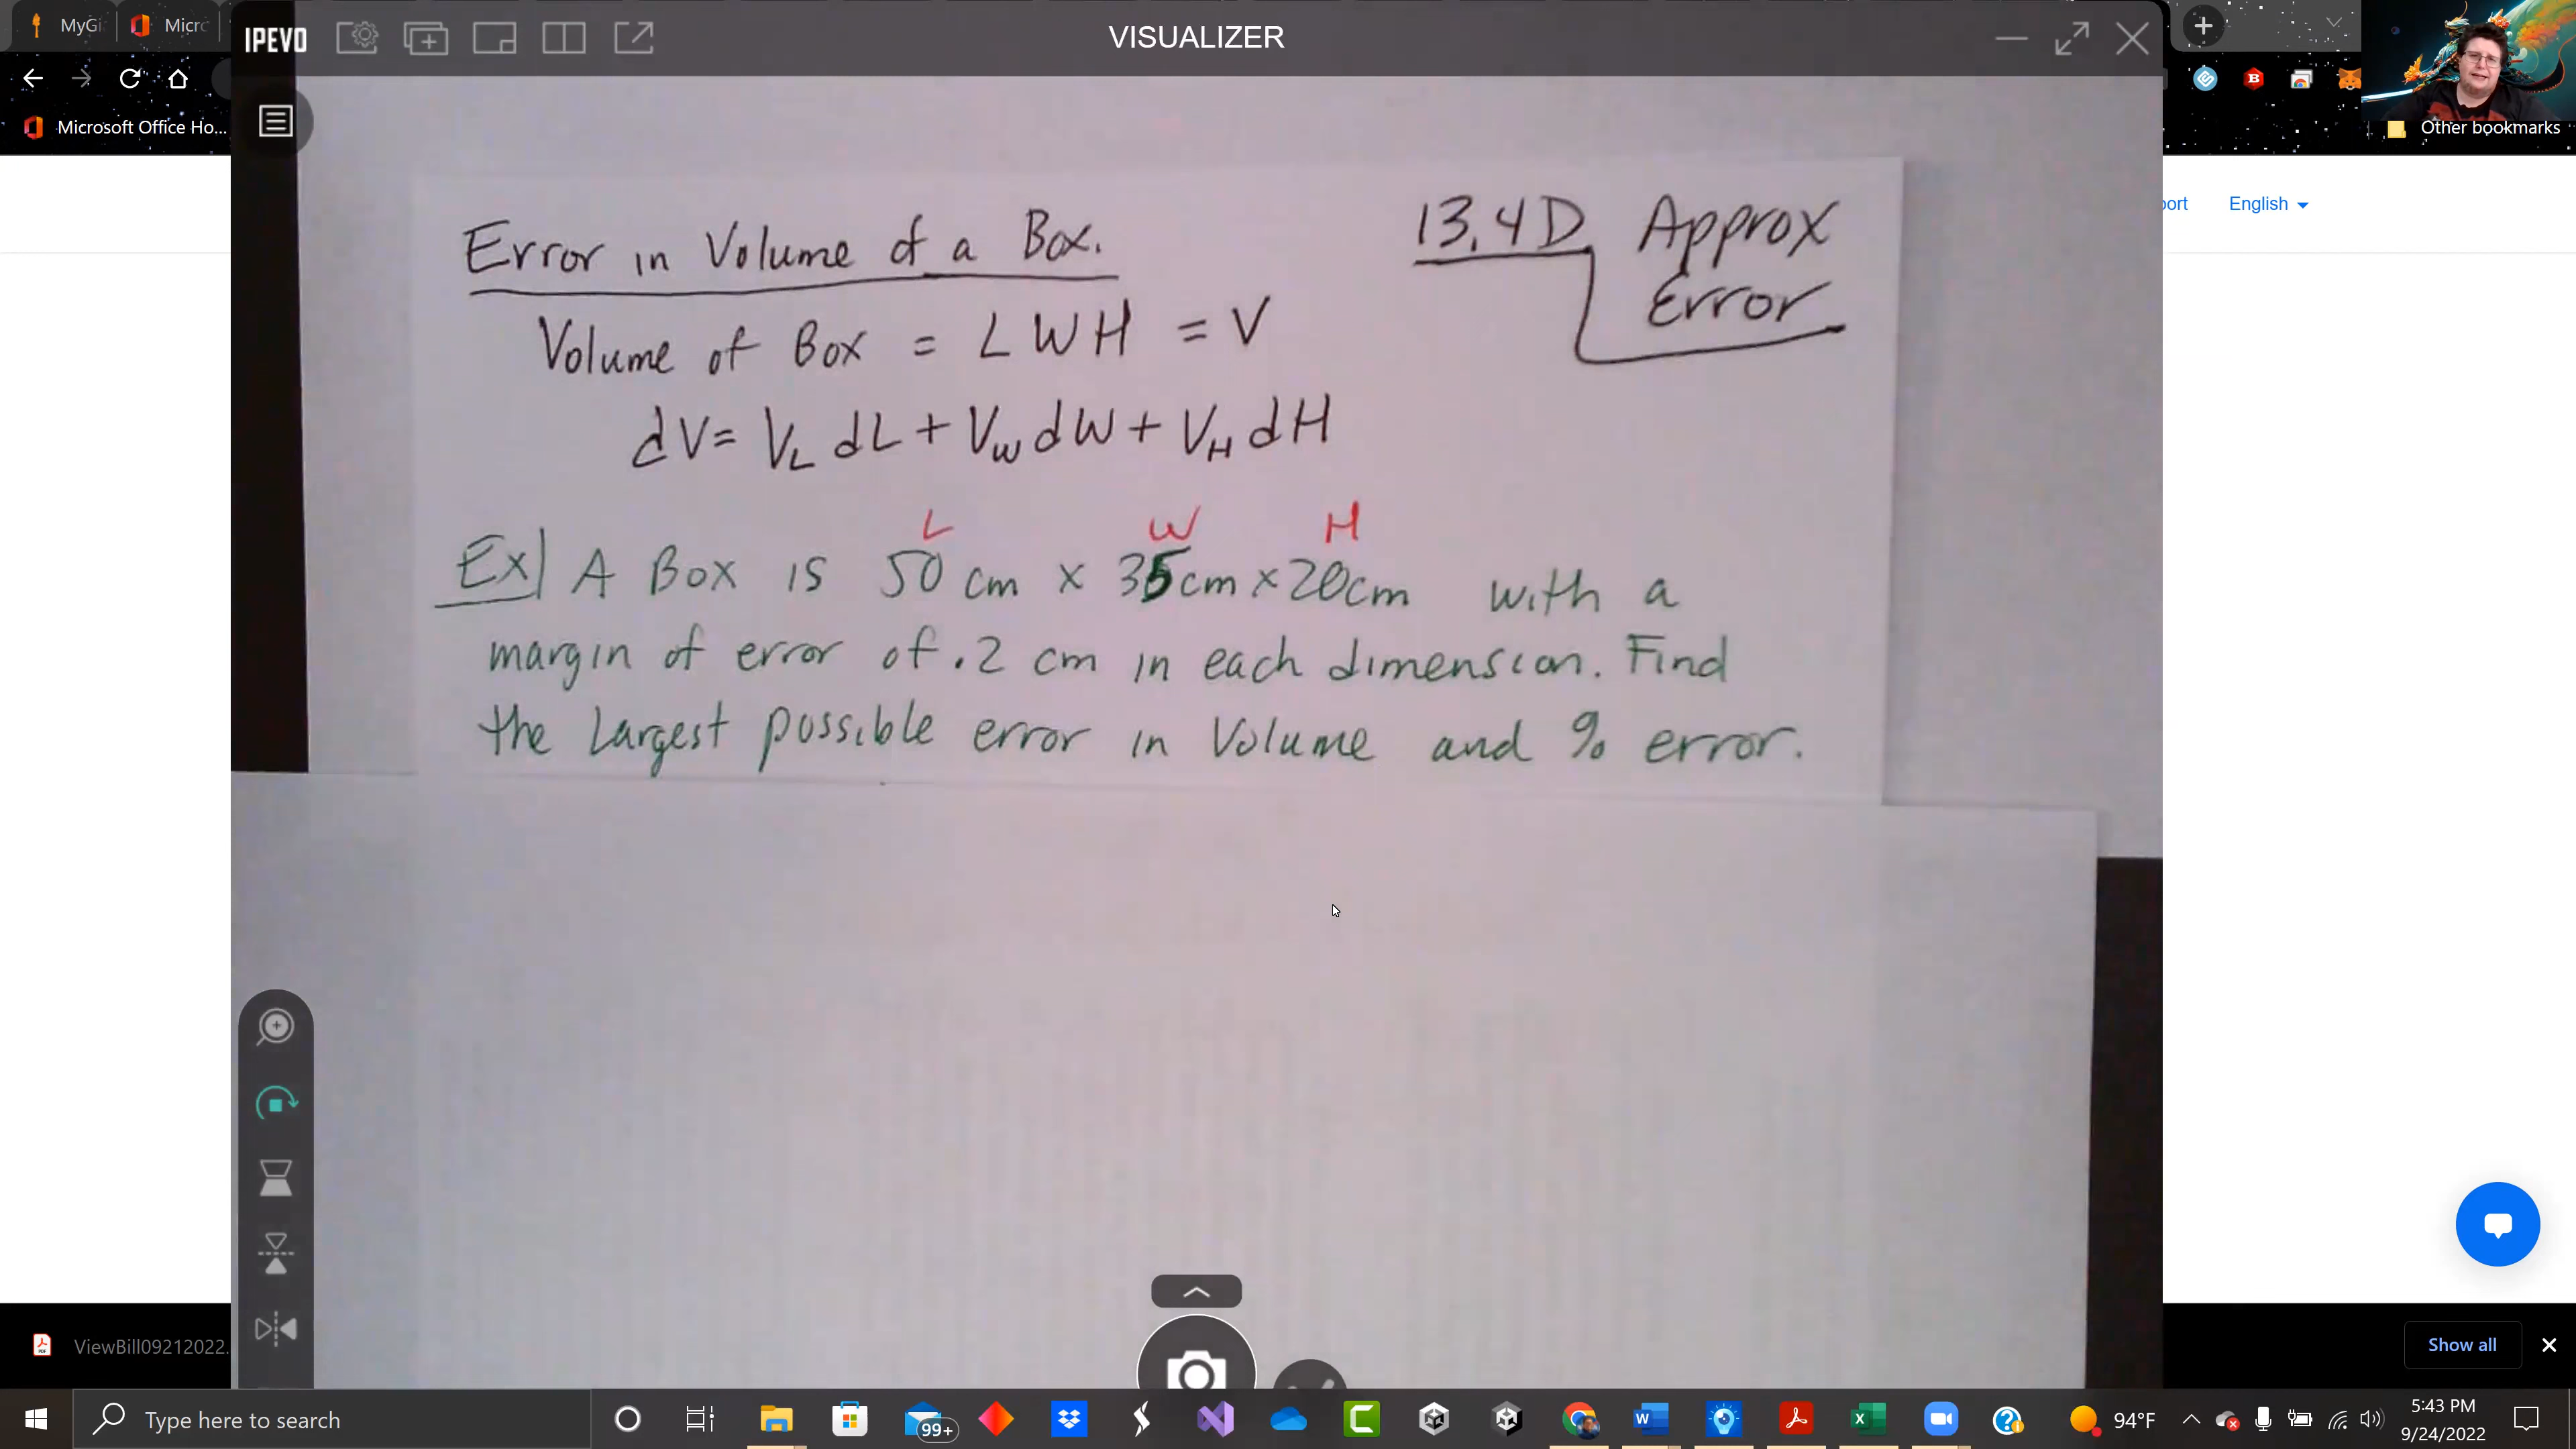 MyGi
Micr
IPEVO
VISUALIZER
Microsoft Office Ho...
Other bookmarks
port
English
Error in Volume of a Box.
13.4D Approx
Error
Volume of Box = LWH = V
dV = V_L dL + V_W dW + V_H dH
L W H
Ex| A Box is 50 cm x 35cm x 20cm with a
margin of error of .2 cm in each dimension. Find
the largest possible error in Volume and % error.
ViewBill09212022.
Show all
Type here to search
99+
94°F
5:43 PM
9/24/2022